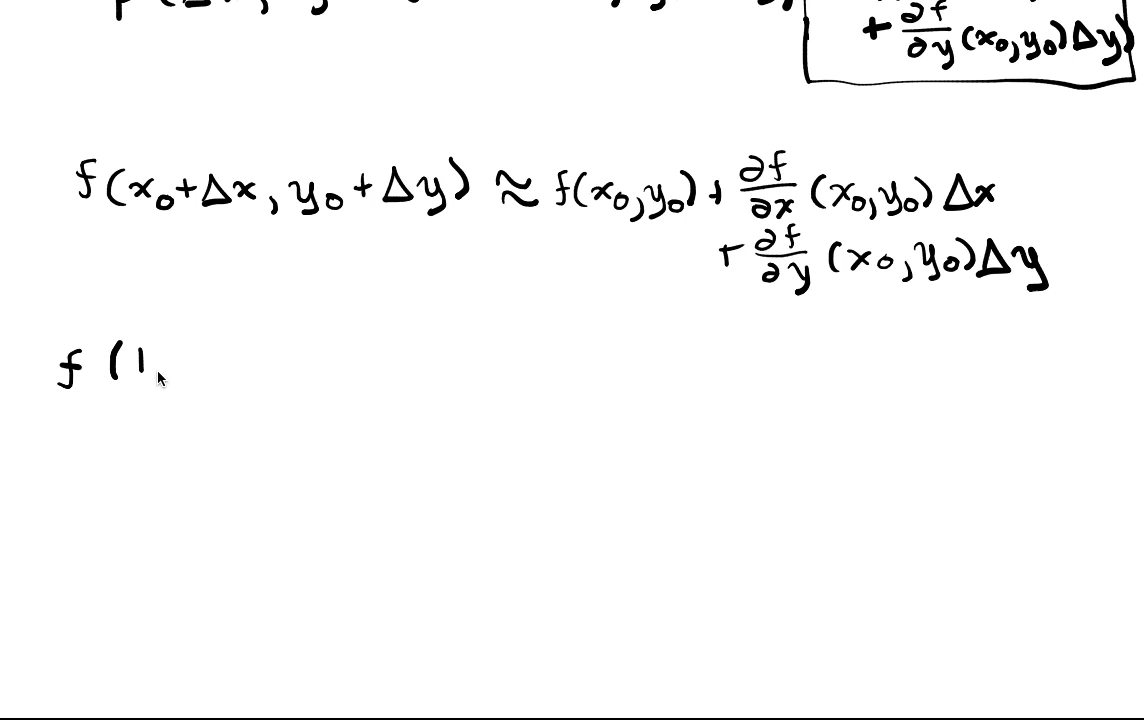 + ∂f/∂y (x₀,y₀)Δy)
f(x₀+Δx, y₀+Δy) ≈ f(x₀,y₀) + ∂f/∂x (x₀,y₀)Δx
+ ∂f/∂y (x₀,y₀)Δy
f (1